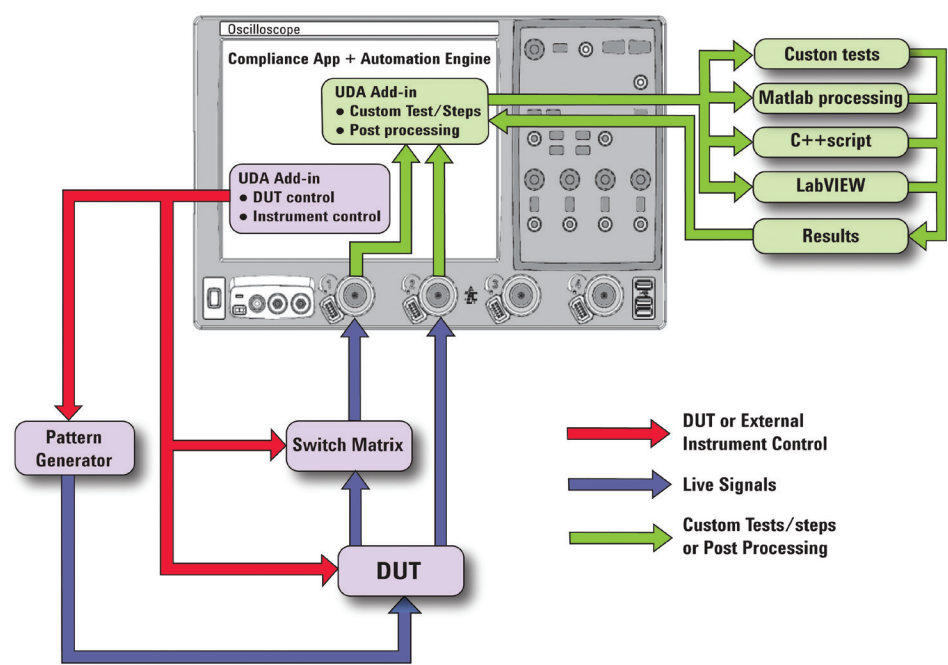 Oscilloscope
Compliance App + Automation Engine
UDA Add-in
● Custom Test/Steps
● Post processing
UDA Add-in
● DUT control
● Instrument control
Custon tests
Matlab processing
C++script
LabVIEW
Results
1
2
3
4
Pattern
Generator
Switch Matrix
DUT
DUT or External
Instrument Control
Live Signals
Custom Tests/steps
or Post Processing